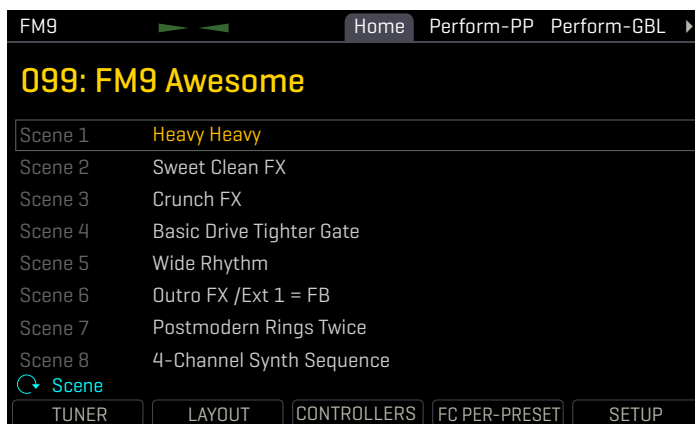 FM9 Home Perform-PP Perform-GBL
099: FM9 Awesome
Scene 1 Heavy Heavy
Scene 2 Sweet Clean FX
Scene 3 Crunch FX
Scene 4 Basic Drive Tighter Gate
Scene 5 Wide Rhythm
Scene 6 Outro FX /Ext 1 = FB
Scene 7 Postmodern Rings Twice
Scene 8 4-Channel Synth Sequence
Scene
TUNER LAYOUT CONTROLLERS FC PER-PRESET SETUP